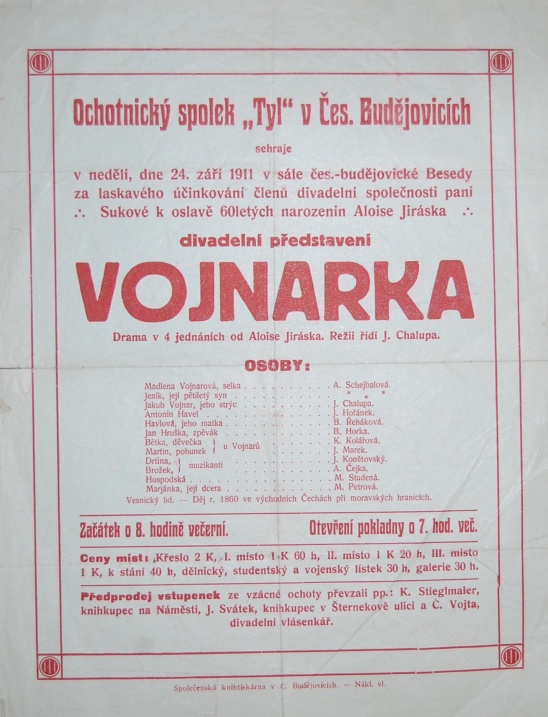 Ochotnický spolek „Tyl“ v Čes. Budějovicích
sehraje
v neděli, dne 24. září 1911 v sále čes.-budějovické Besedy
za laskavého účinkování členů divadelní společnosti paní
∴ Sukové k oslavě 60letých narozenin Aloise Jiráska ∴
divadelní představení
VOJNARKA
Drama v 4 jednáních od Aloise Jiráska. Režii řídí J. Chalupa.
OSOBY:
Madlena Vojnarová, selka . . . . . . . . . . A. Schejbalová.
Jeník, její pětiletý syn . . . . . . . . . . * * *
Jakub Vojnar, jeho strýc . . . . . . . . . . J. Chalupa.
Antonín Havel . . . . . . . . . . J. Hořánek.
Havlová, jeho matka . . . . . . . . . . B. Řeháková.
Jan Hruška, zpěvák . . . . . . . . . . B. Horka.
Bětka, děvečka } u Vojnarů . . . . . . . K. Kolářová.
Martin, pohunek } . . . . . . . J. Marek.
Drlina, } muzikanti . . . . . . . J. Konětovský.
Brožek, } . . . . . . . A. Čejka.
Hospodská . . . . . . . . . . M. Studená.
Marjánka, její dcera . . . . . . . . . . M. Petrová.
Vesnický lid. — Děj r. 1860 ve východních Čechách při moravských hranicích.
Začátek o 8. hodině večerní. Otevření pokladny o 7. hod. več.
Ceny míst: Křeslo 2 K, I. místo 1 K 60 h, II. místo 1 K 20 h, III. místo
1 K, k stání 40 h, dělnický, studentský a vojenský lístek 30 h, galerie 30 h.
Předprodej vstupenek ze vzácné ochoty převzali pp.: K. Stieglmaier,
knihkupec na Náměstí, J. Svátek, knihkupec v Šternekově ulici a Č. Vojta,
divadelní vlásenkář.
Společenská knihtiskárna v Č. Budějovicích. — Nákl. vl.